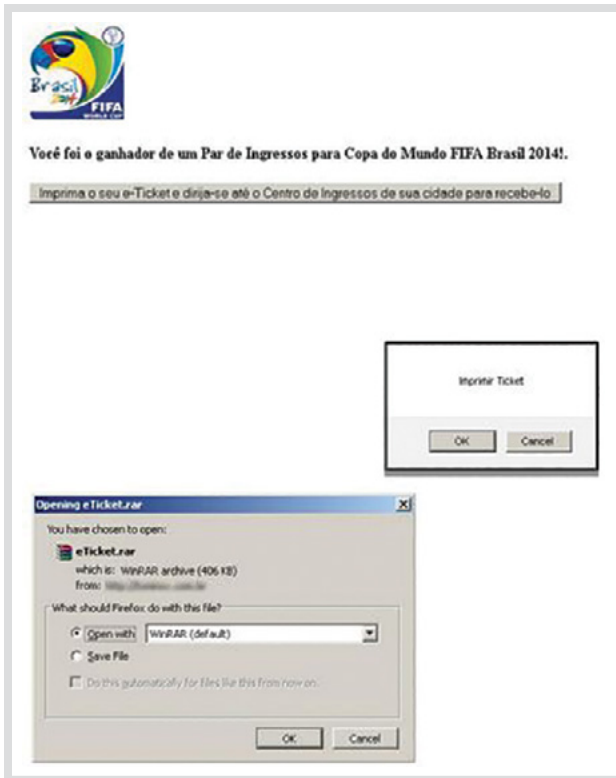 Brasil
2014
FIFA
WORLD CUP
Você foi o ganhador de um Par de Ingressos para Copa do Mundo FIFA Brasil 2014!.
Imprima o seu e-Ticket e dirija-se até o Centro de Ingressos de sua cidade para recebe-lo
Imprimir Ticket
OK Cancel
Opening eTicket.rar
You have chosen to open:
eTicket.rar
which is: WinRAR archive (406 KB)
from:
What should Firefox do with this file?
Open with WinRAR (default)
Save File
Do this automatically for files like this from now on.
OK Cancel